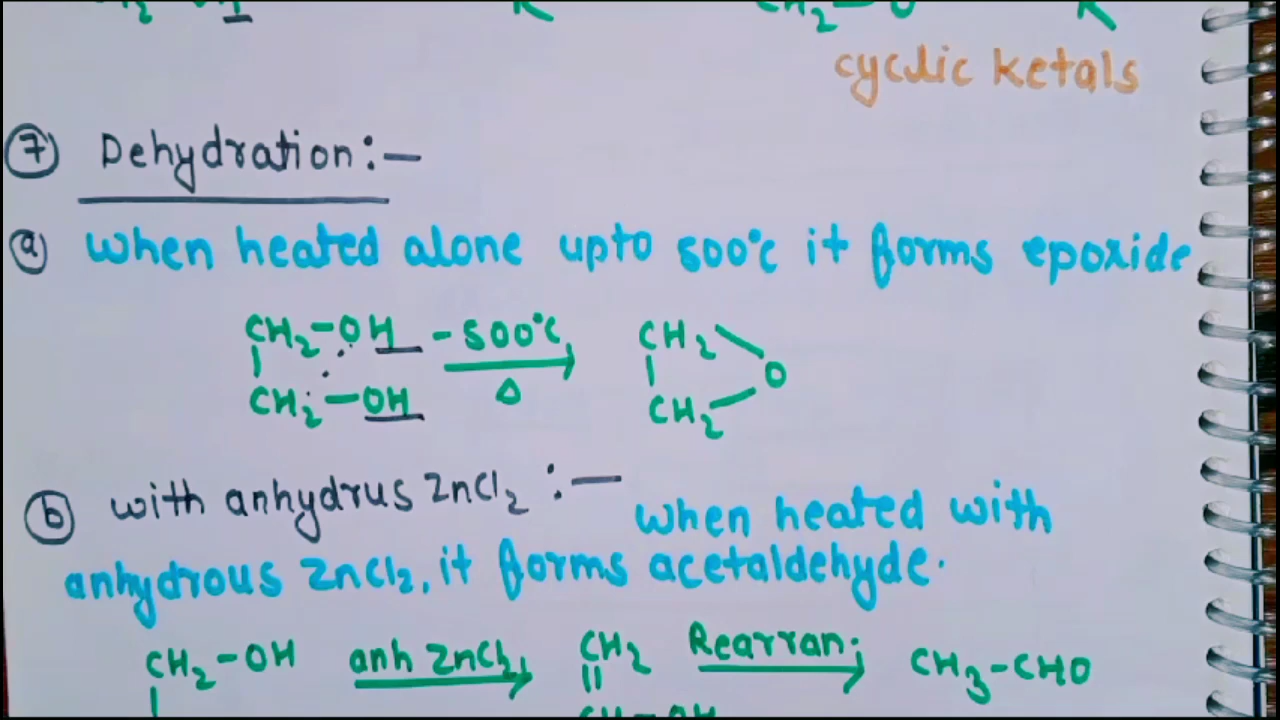 cyclic ketals
⑦ Dehydration:—
ⓐ When heated alone upto 500°C it forms epoxide
CH2-OH -500°C CH2
| Δ | O
CH2-OH CH2
ⓑ with anhydrus ZnCl2 :— When heated with
anhydrous ZnCl2, it forms acetaldehyde.
CH2-OH anh ZnCl2, CH2 Rearran; CH3-CHO